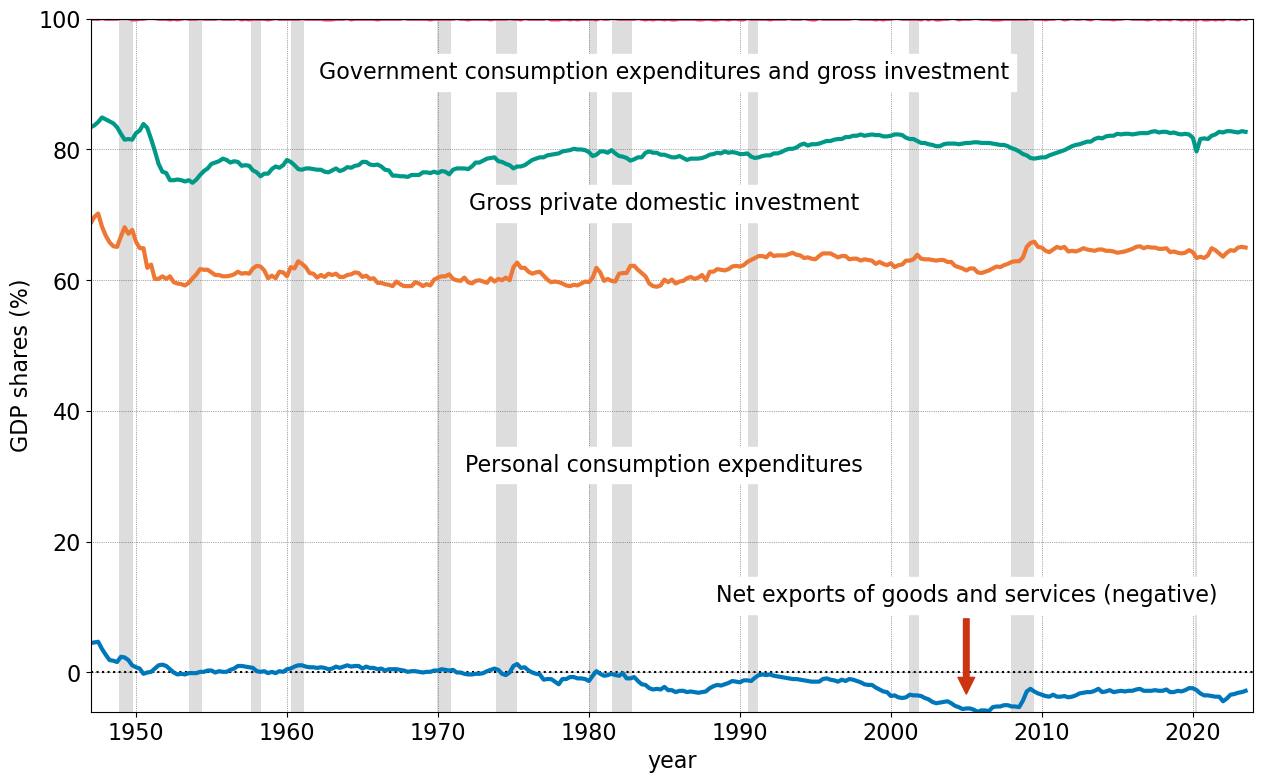 100
Government consumption expenditures and gross investment
80
Gross private domestic investment
60
GDP shares (%)
40
Personal consumption expenditures
20
Net exports of goods and services (negative)
0
1950 1960 1970 1980 1990 2000 2010 2020
year